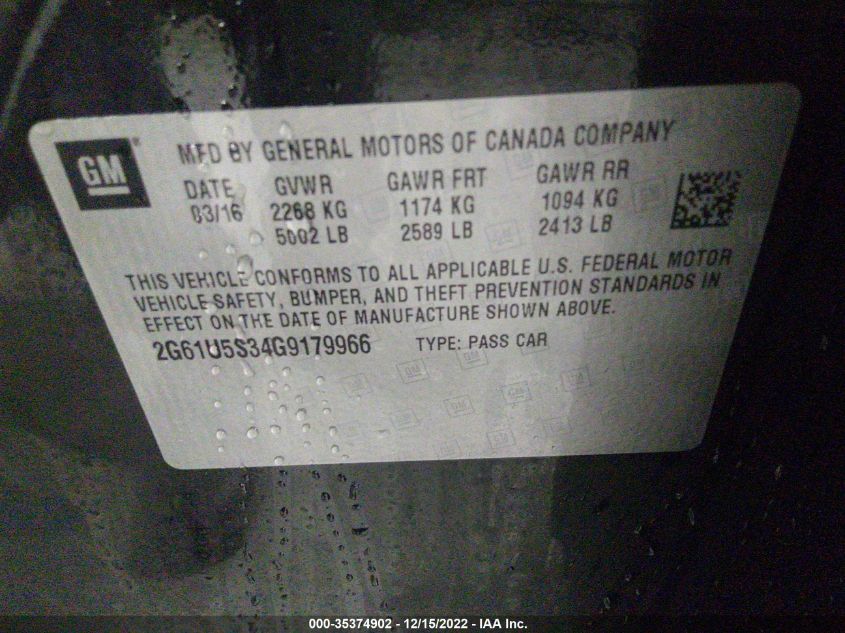 GM
MFD BY GENERAL MOTORS OF CANADA COMPANY
DATE GVWR GAWR FRT GAWR RR
03/16 2268 KG 1174 KG 1094 KG
5002 LB 2589 LB 2413 LB
THIS VEHICLE CONFORMS TO ALL APPLICABLE U.S. FEDERAL MOTOR
VEHICLE SAFETY, BUMPER, AND THEFT PREVENTION STANDARDS IN
EFFECT ON THE DATE OF MANUFACTURE SHOWN ABOVE.
2G61U5S34G9179966 TYPE: PASS CAR
000-35374902 - 12/15/2022 - IAA Inc.